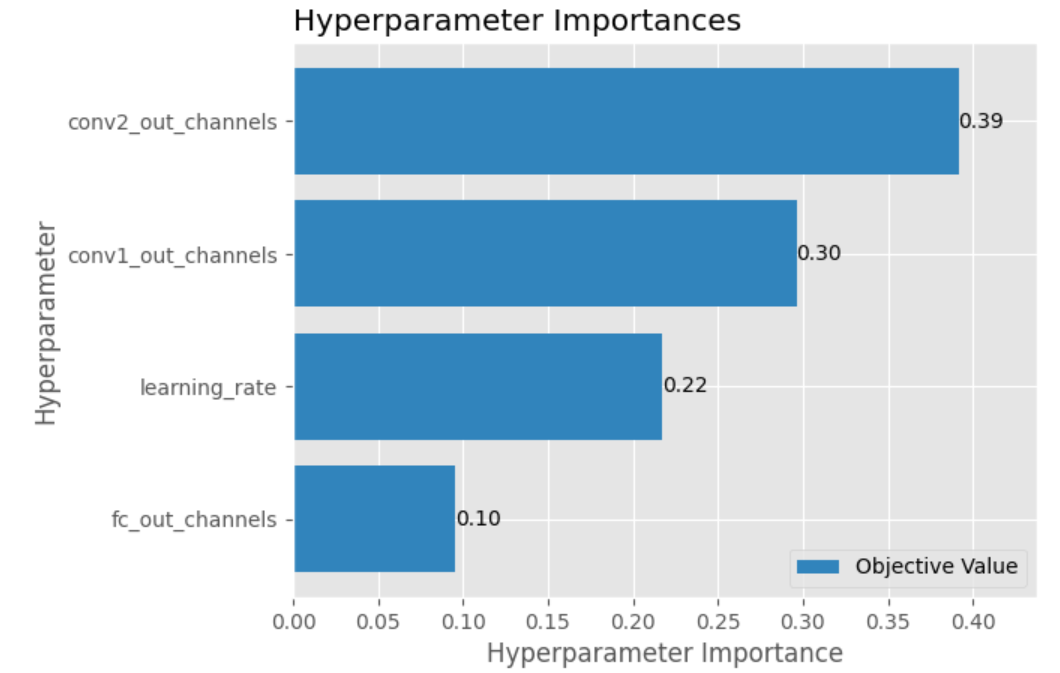 Hyperparameter Importances
conv2_out_channels
0.39
conv1_out_channels
0.30
learning_rate
0.22
fc_out_channels
0.10
Hyperparameter
Objective Value
0.00 0.05 0.10 0.15 0.20 0.25 0.30 0.35 0.40
Hyperparameter Importance